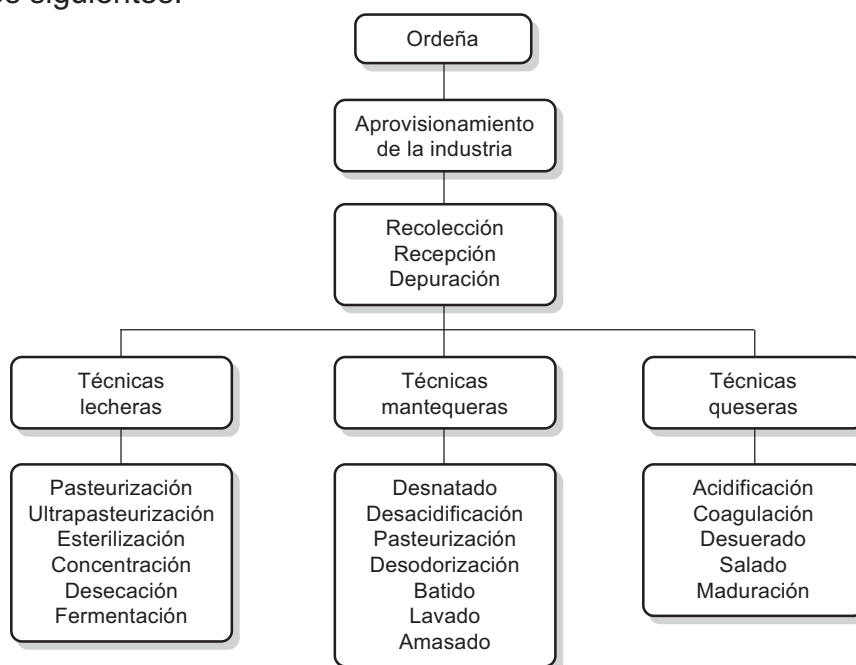 siguientes:
Ordeña
Aprovisionamiento
de la industria
Recolección
Recepción
Depuración
Técnicas
lecheras
Técnicas
mantequeras
Técnicas
queseras
Pasteurización
Ultrapasteurización
Esterilización
Concentración
Desecación
Fermentación
Desnatado
Desacidificación
Pasteurización
Desodorización
Batido
Lavado
Amasado
Acidificación
Coagulación
Desuerado
Salado
Maduración